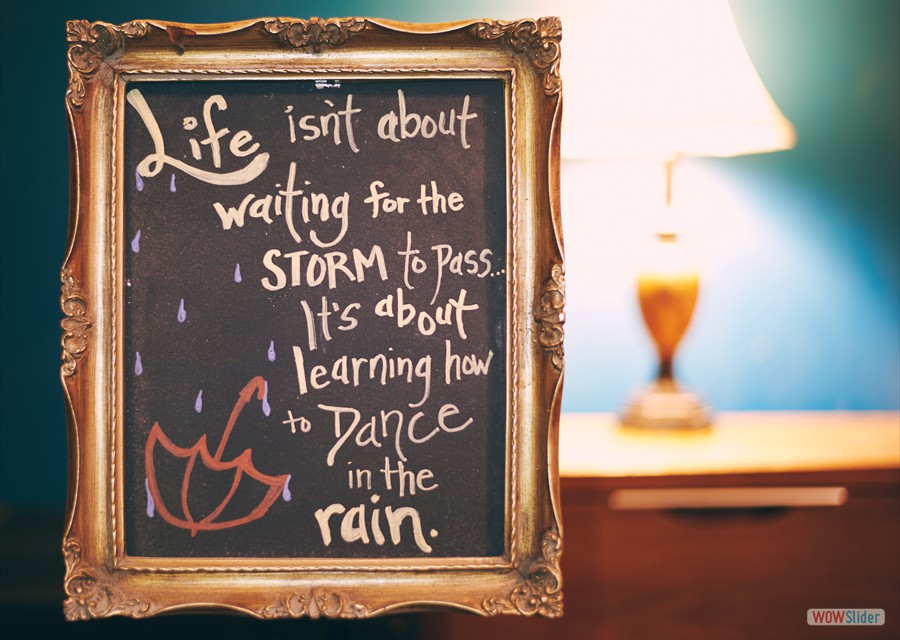 Life isn't about
waiting for the
STORM to pass...
It's about
learning how
to Dance
in the
rain.
WOWSlider